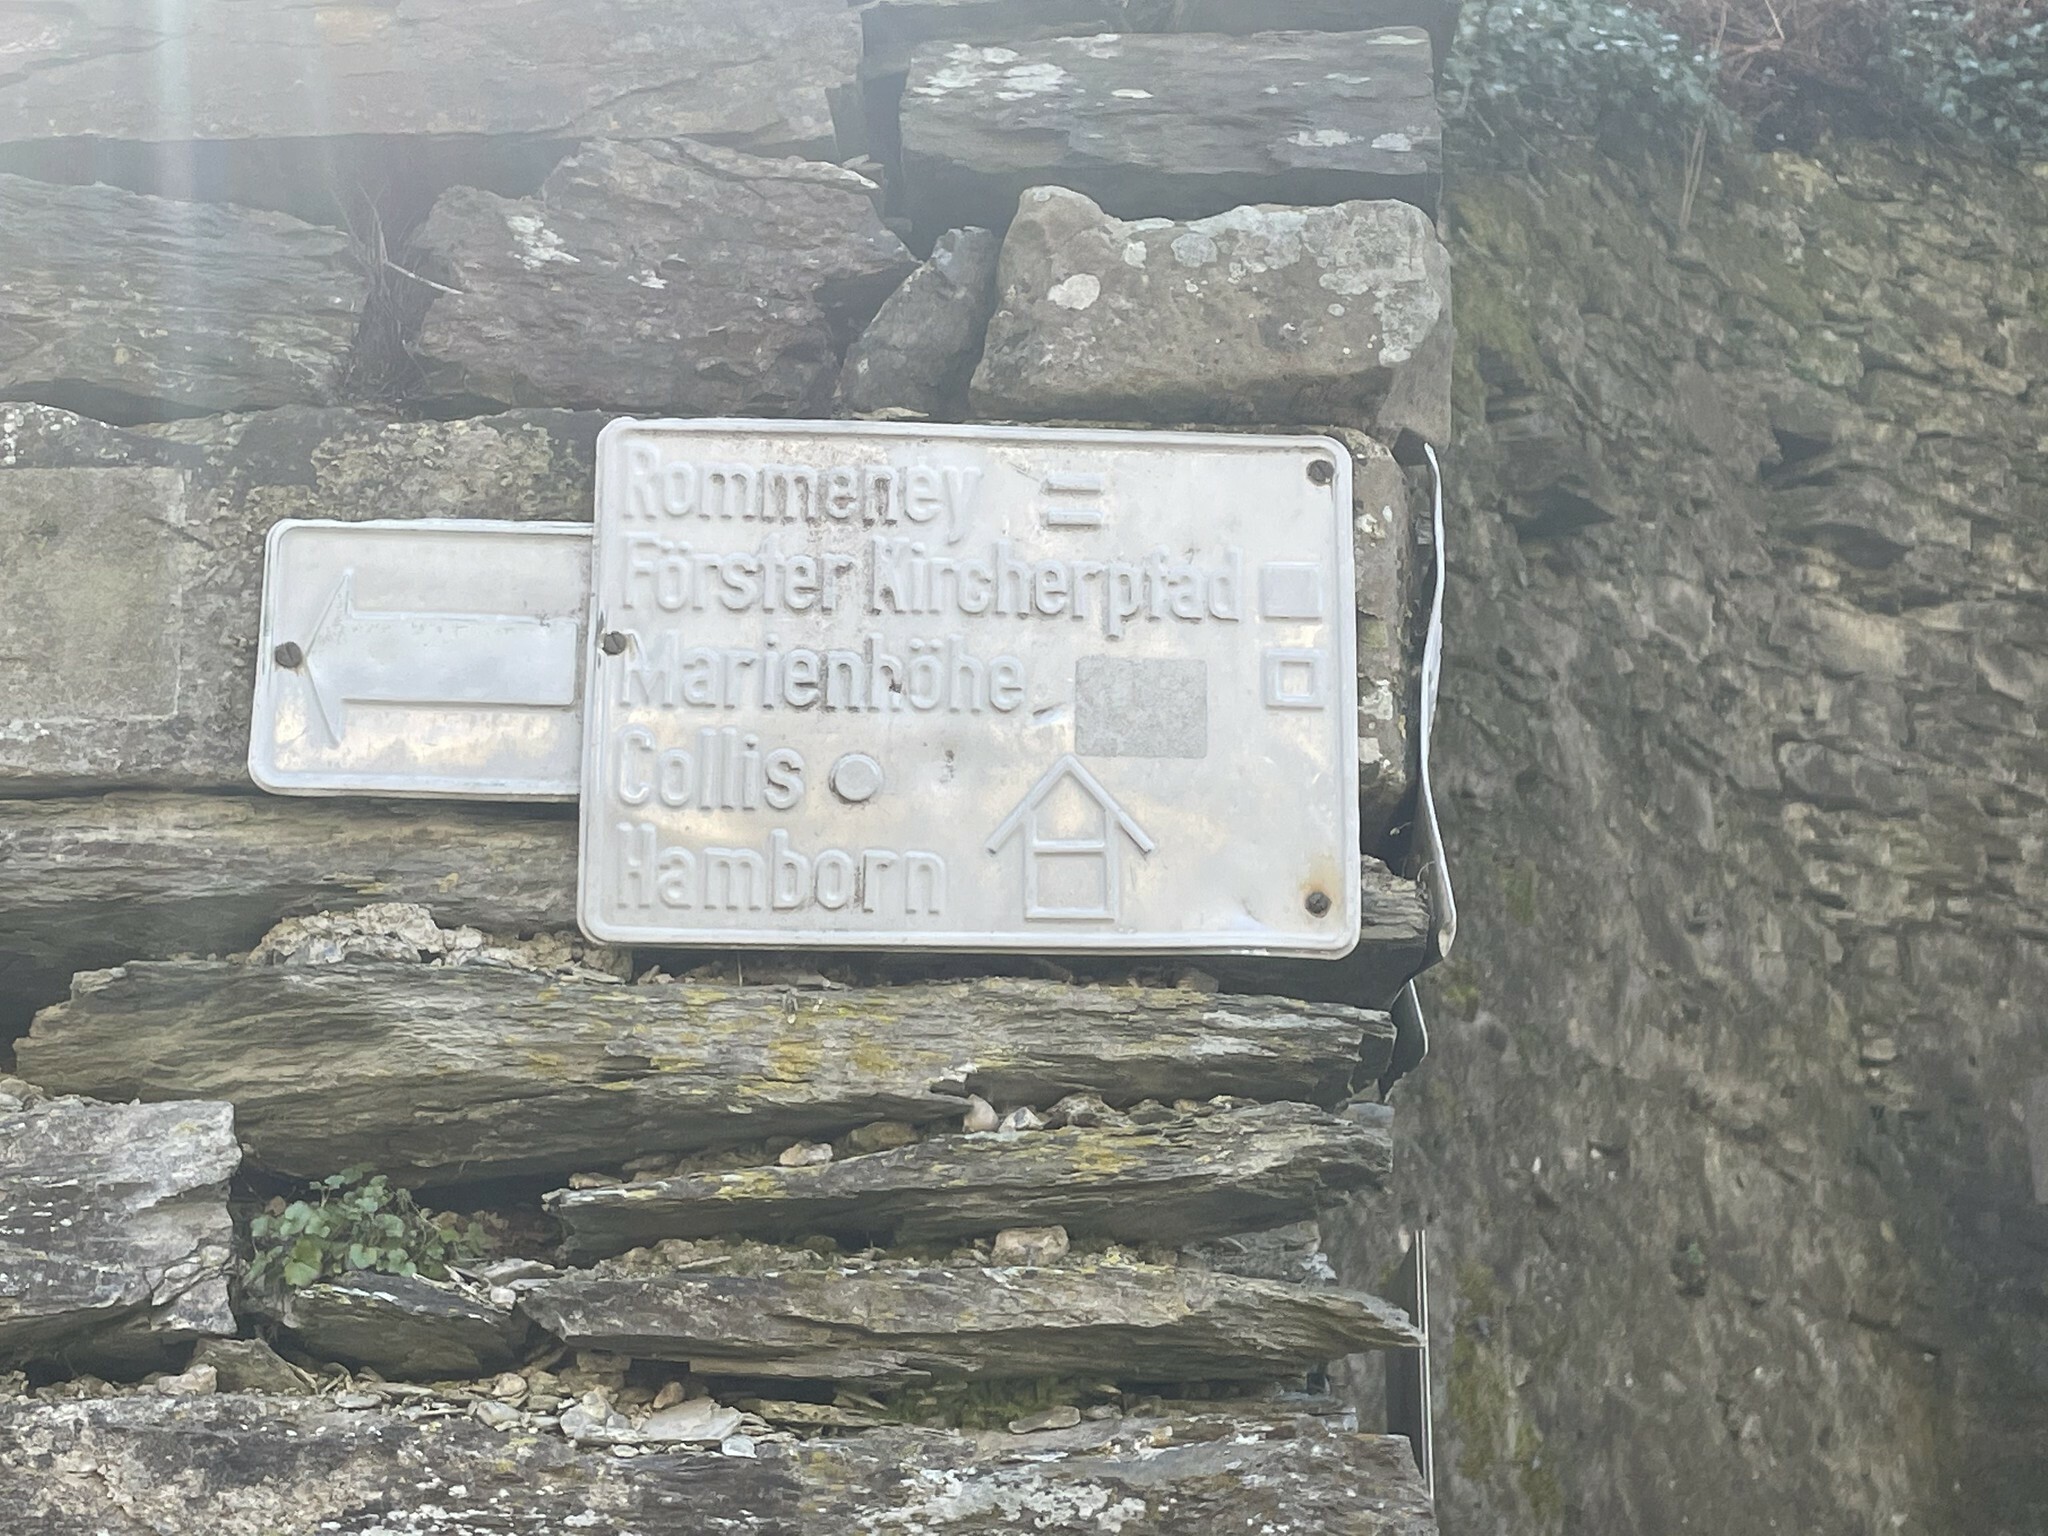 Rommeney
Förster Kircherpfad
Marienhöhe
Collis
Hamborn